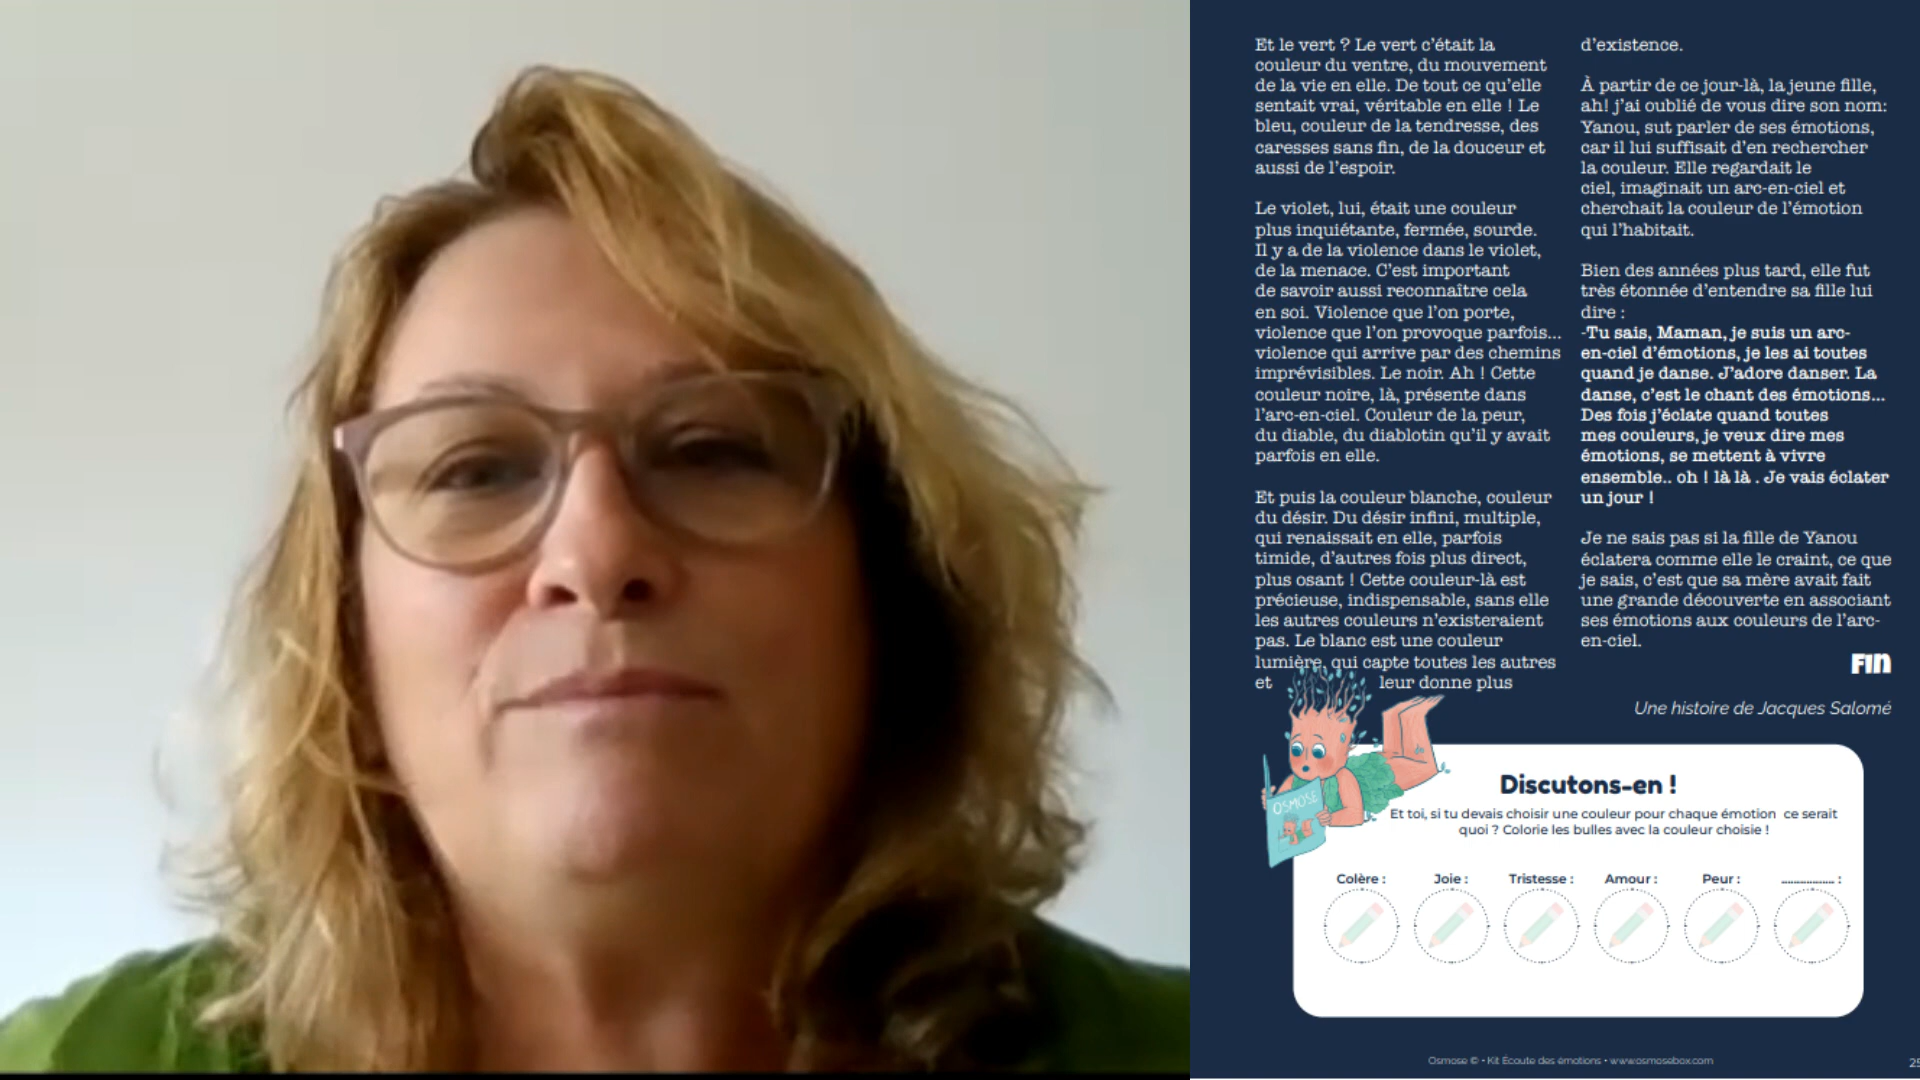 Et le vert ? Le vert c'était la
couleur du ventre, du mouvement
de la vie en elle. De tout ce qu'elle
sentait vrai, véritable en elle ! Le
bleu, couleur de la tendresse, des
caresses sans fin, de la douceur et
aussi de l'espoir.
Le violet, lui, était une couleur
plus inquiétante, fermée, sourde.
Il y a de la violence dans le violet,
de la menace. C'est important
de savoir aussi reconnaître cela
en soi. Violence que l'on porte,
violence que l'on provoque parfois...
violence qui arrive par des chemins
imprévisibles. Le noir. Ah ! Cette
couleur noire, là, présente dans
l'arc-en-ciel. Couleur de la peur,
du diable, du diablotin qu'il y avait
parfois en elle.
Et puis la couleur blanche, couleur
du désir. Du désir infini, multiple,
qui renaissait en elle, parfois
timide, d'autres fois plus direct,
plus osant ! Cette couleur-là est
précieuse, indispensable, sans elle
les autres couleurs n'existeraient
pas. Le blanc est une couleur
lumière, qui capte toutes les autres
et leur donne plus
d'existence.
À partir de ce jour-là, la jeune fille,
ah! j'ai oublié de vous dire son nom:
Yanou, sut parler de ses émotions,
car il lui suffisait d'en rechercher
la couleur. Elle regardait le
ciel, imaginait un arc-en-ciel et
cherchait la couleur de l'émotion
qui l'habitait.
Bien des années plus tard, elle fut
très étonnée d'entendre sa fille lui
dire :
-Tu sais, Maman, je suis un arc-
en-ciel d'émotions, je les ai toutes
quand je danse. J'adore danser. La
danse, c'est le chant des émotions...
Des fois j'éclate quand toutes
mes couleurs, je veux dire mes
émotions, se mettent à vivre
ensemble.. oh ! là là . Je vais éclater
un jour !
Je ne sais pas si la fille de Yanou
éclatera comme elle le craint, ce que
je sais, c'est que sa mère avait fait
une grande découverte en associant
ses émotions aux couleurs de l'arc-
en-ciel.
FIN
Une histoire de Jacques Salomé
OSMOSE
Discutons-en !
Et toi, si tu devais choisir une couleur pour chaque émotion ce serait
quoi ? Colorie les bulles avec la couleur choisie !
Colère : Joie : Tristesse : Amour : Peur : .................. :
Osmose © • Kit Écoute des émotions • www.osmosebox.com
25